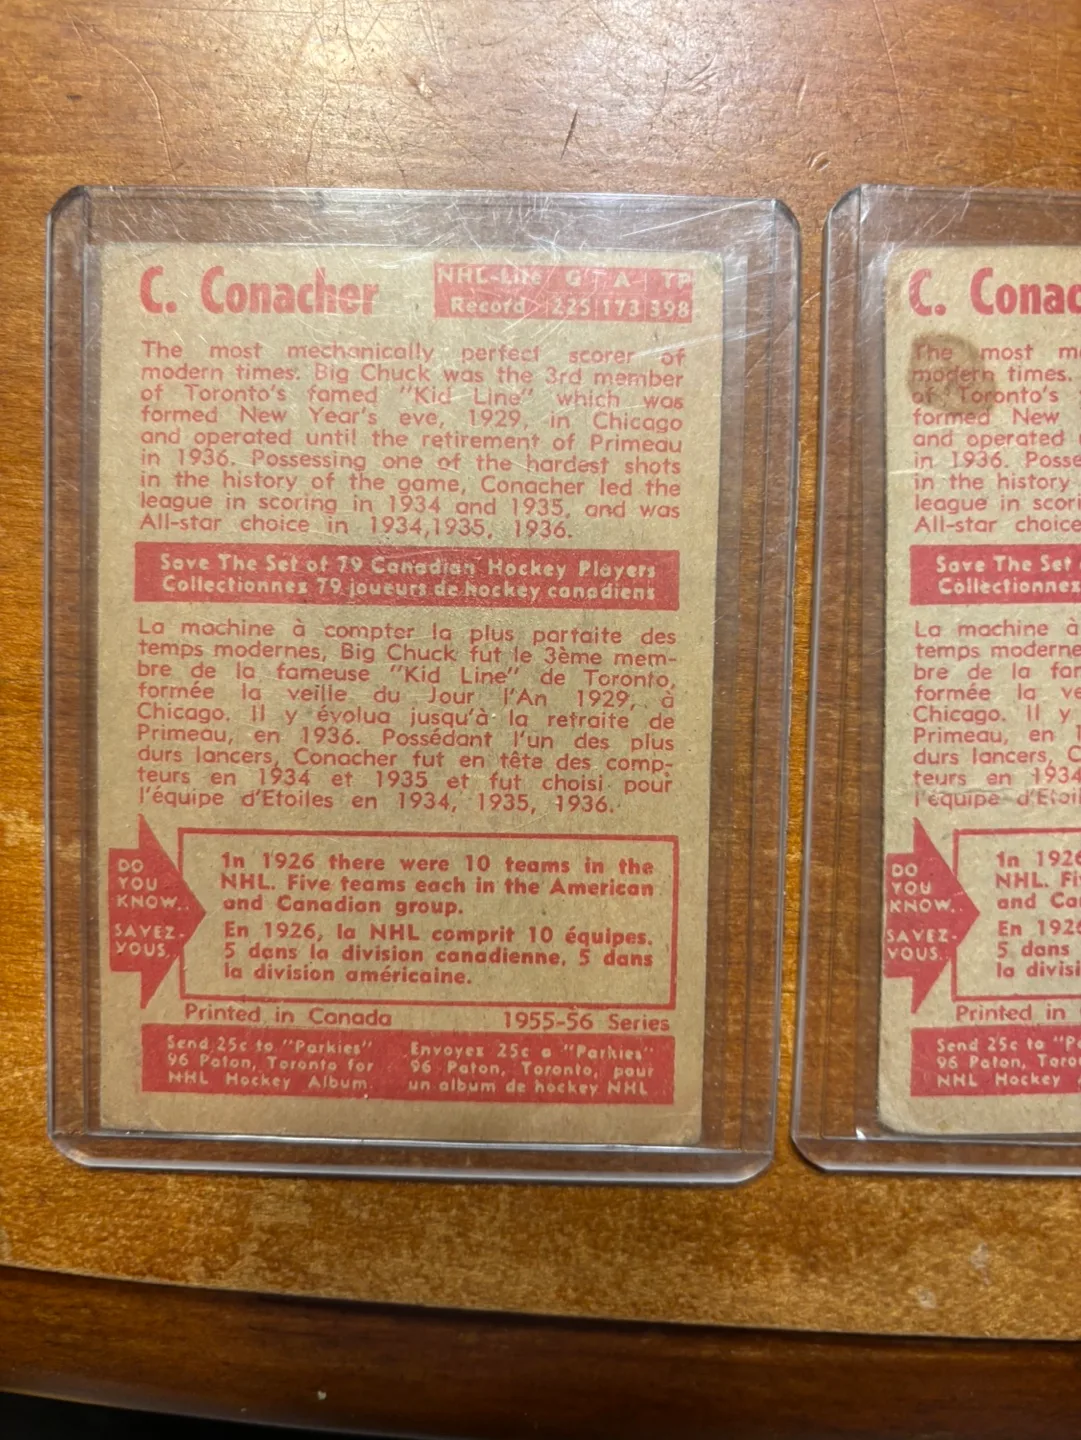 C. Conacher
NHL-Life G A TP
Record 225 173 398
The most mechanically perfect scorer of
modern times. Big Chuck was the 3rd member
of Toronto's famed "Kid Line" which was
formed New Year's eve, 1929, in Chicago
and operated until the retirement of Primeau
in 1936. Possessing one of the hardest shots
in the history of the game, Conacher led the
league in scoring in 1934 and 1935, and was
All-star choice in 1934,1935, 1936.
Save The Set of 79 Canadian Hockey Players
Collectionnez 79 joueurs de hockey canadiens
La machine à compter la plus parfaite des
temps modernes, Big Chuck fut le 3ème mem-
bre de la fameuse "Kid Line" de Toronto,
formée la veille du Jour l'An 1929, à
Chicago. Il y évolua jusqu'à la retraite de
Primeau, en 1936. Possédant l'un des plus
durs lancers, Conacher fut en tête des comp-
teurs en 1934 et 1935 et fut choisi pour
l'équipe d'Etoiles en 1934, 1935, 1936.
DO
YOU
KNOW..
SAVEZ-
VOUS.
In 1926 there were 10 teams in the
NHL. Five teams each in the American
and Canadian group.
En 1926, la NHL comprit 10 équipes.
5 dans la division canadienne, 5 dans
la division américaine.
Printed in Canada 1955-56 Series
Send 25c to "Parkies"
96 Paton, Toronto for
NHL Hockey Album.
Envoyez 25c a "Parkies"
96 Paton, Toronto, pour
un album de hockey NHL
C. Conac
The most m
modern times.
of Toronto's
formed New
and operated
in 1936. Posse
in the history
league in scori
All-star choice
Save The Set
Collectionnez
La machine à
temps moderne
bre de la fam
formée la ve
Chicago. Il y
Primeau, en 1
durs lancers, C
teurs en 1934
l'équipe d'Etoil
DO
YOU
KNOW..
SAVEZ-
VOUS.
In 1926
NHL. Fi
and Ca
En 1926
5 dans
la divisi
Printed in
Send 25c to "Pa
96 Paton, Toro
NHL Hockey